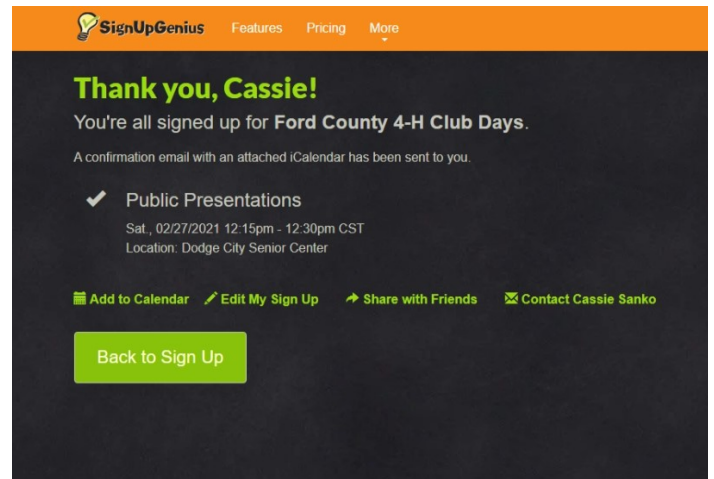 SignUpGenius Features Pricing More
Thank you, Cassie!
You're all signed up for Ford County 4-H Club Days.
A confirmation email with an attached iCalendar has been sent to you.
Public Presentations
Sat., 02/27/2021 12:15pm - 12:30pm CST
Location: Dodge City Senior Center
Add to Calendar Edit My Sign Up Share with Friends Contact Cassie Sanko
Back to Sign Up